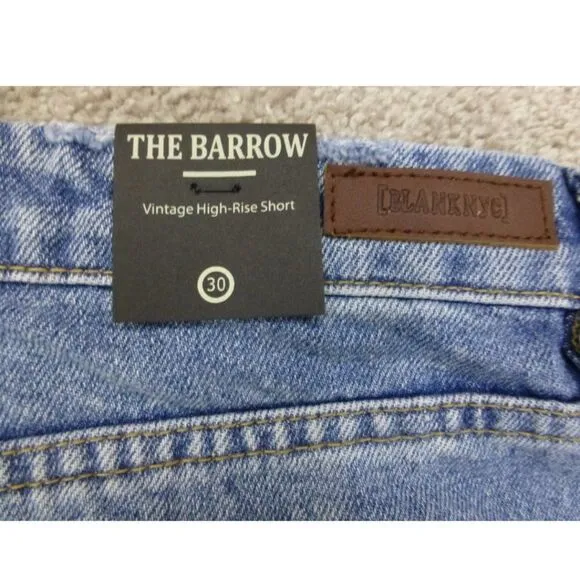 THE BARROW
Vintage High-Rise Short
30
[BLANKNYC]